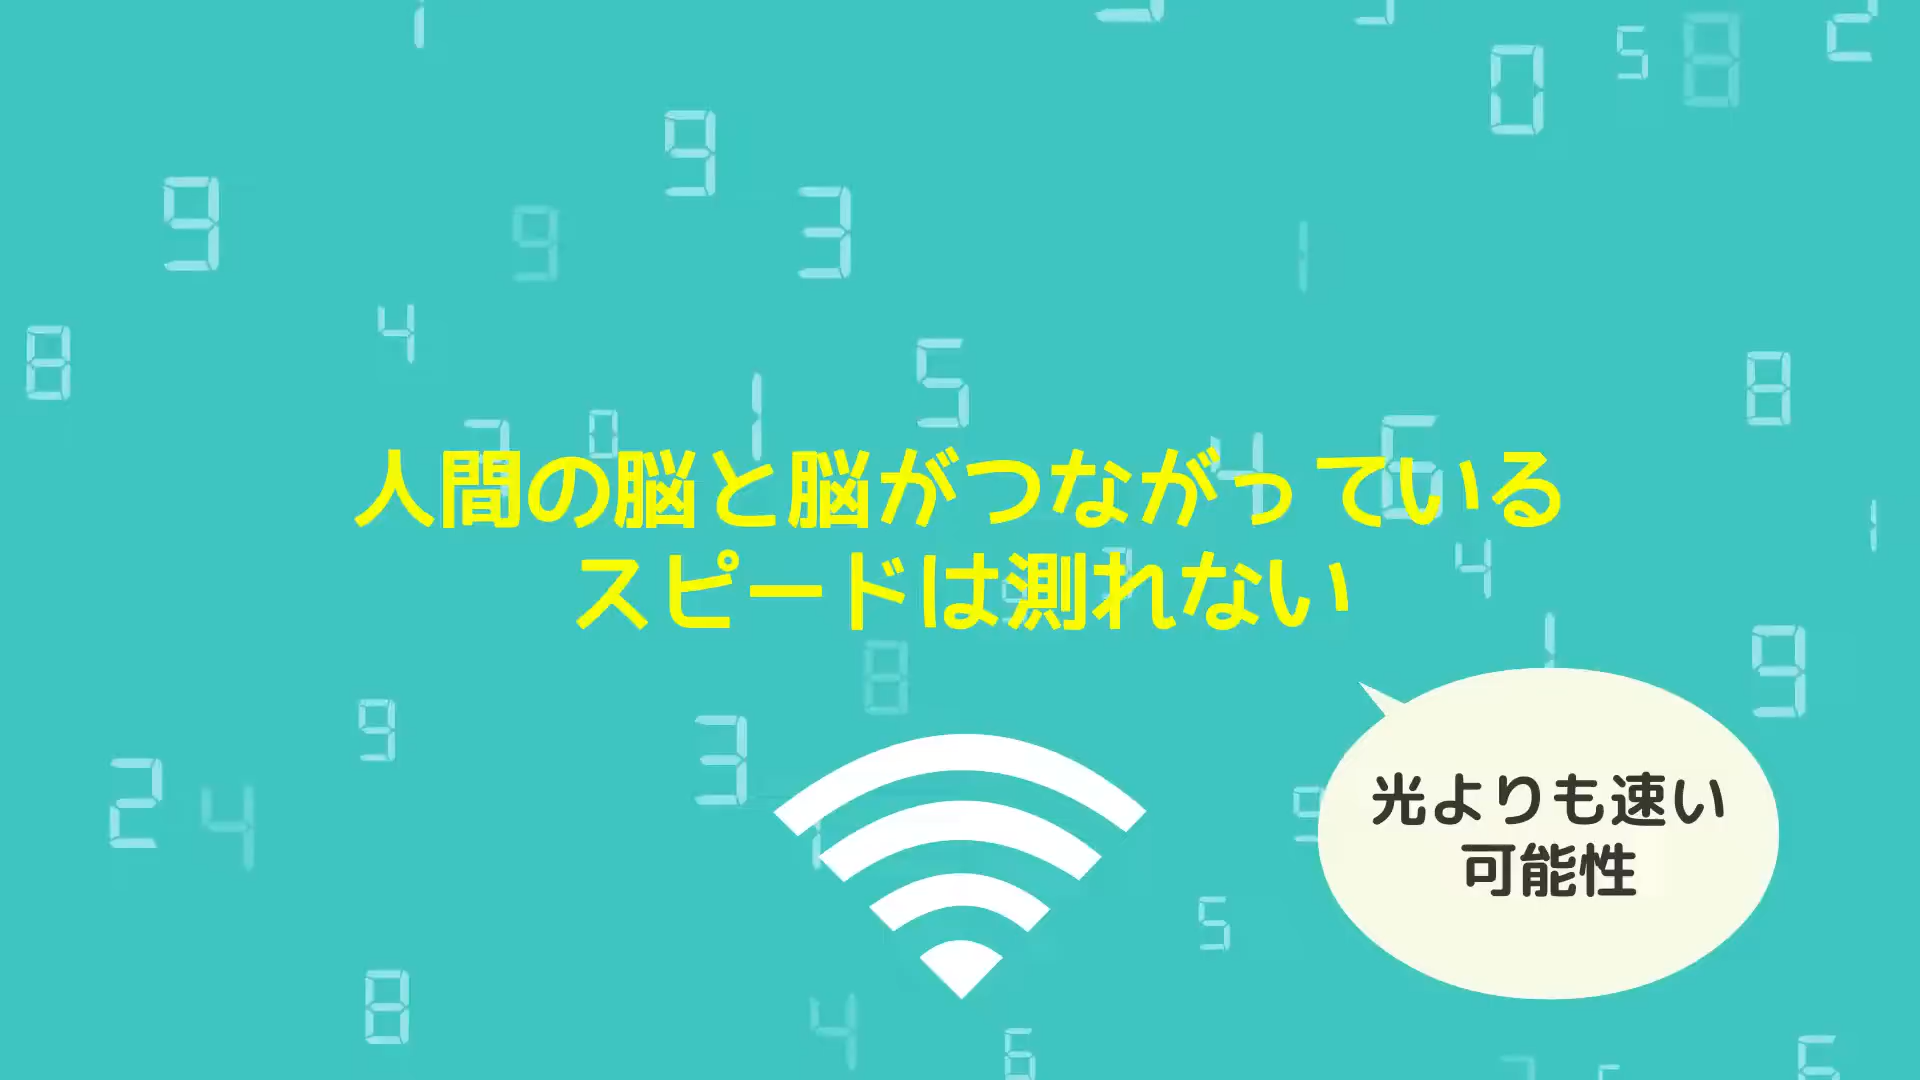 人間の脳と脳がつながっている
スピードは測れない
光よりも速い
可能性